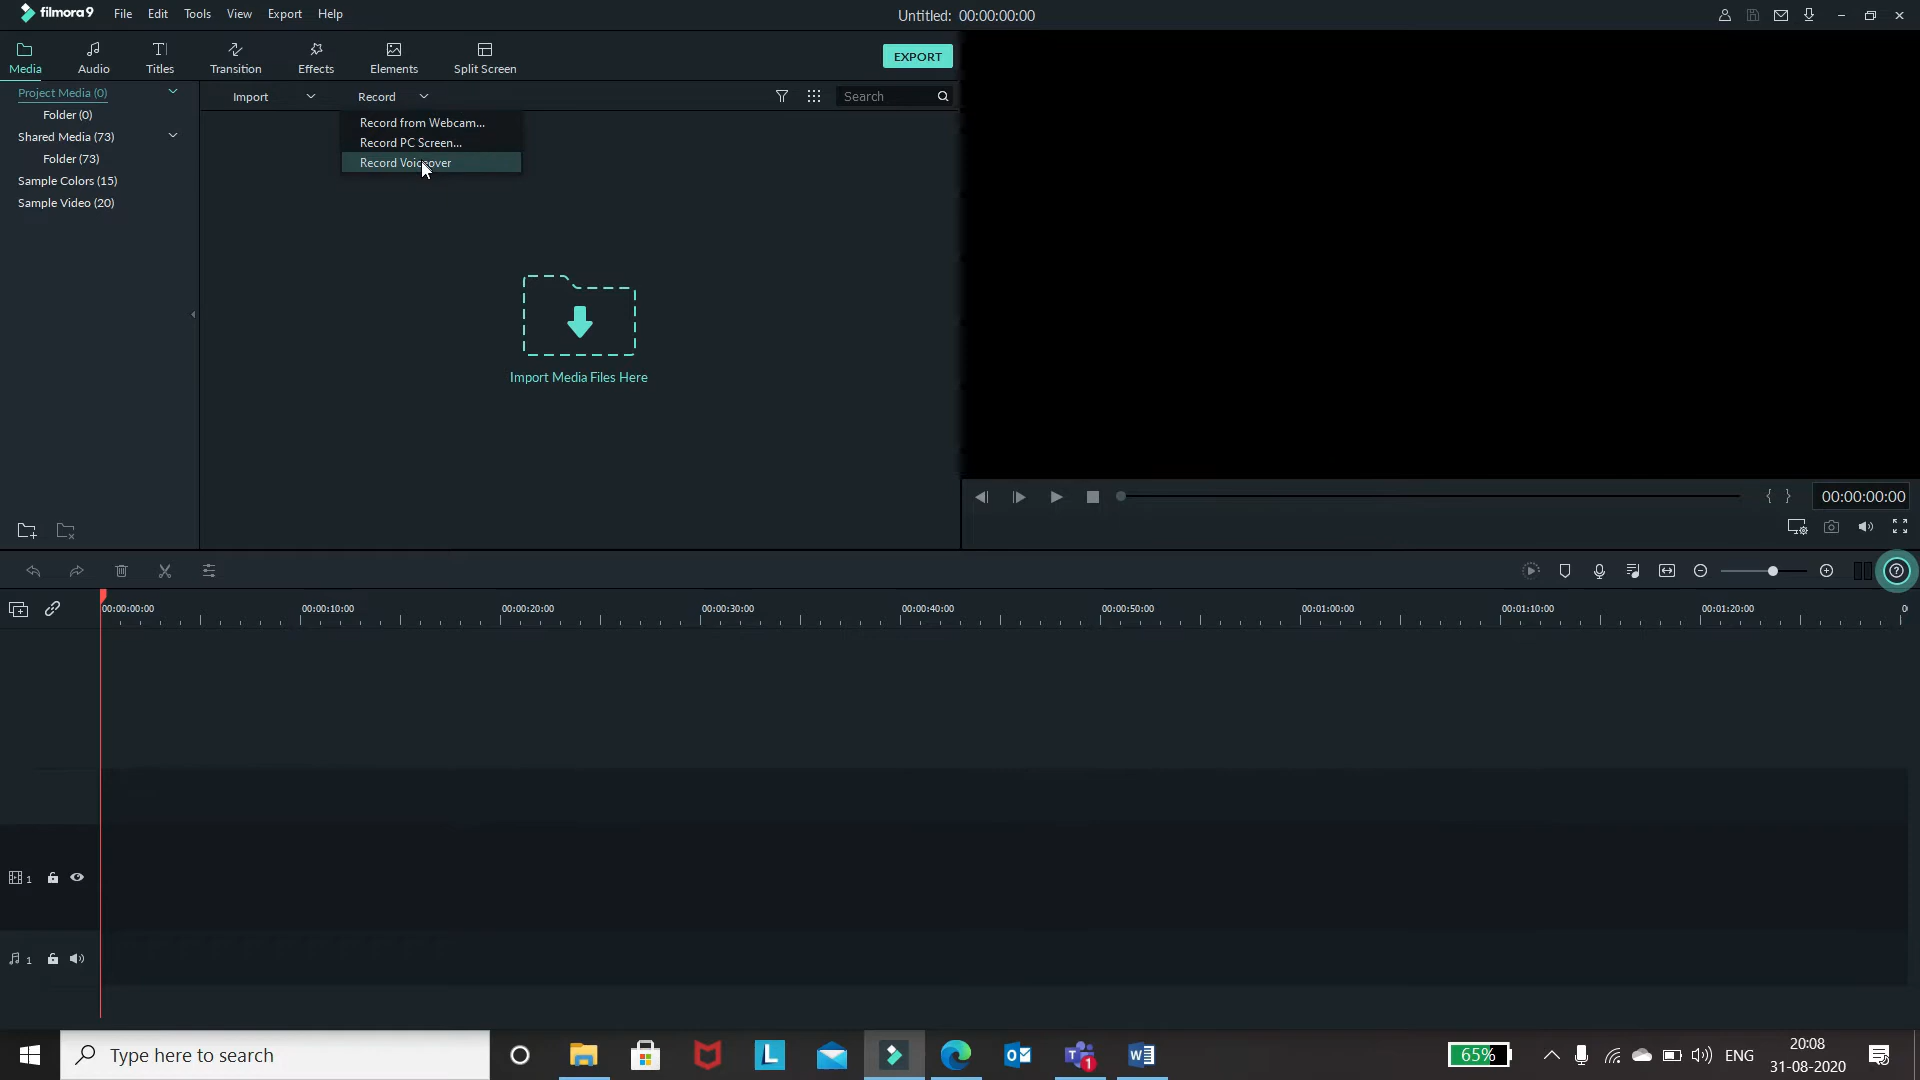 filmora9 File Edit Tools View Export Help Untitled: 00:00:00:00
Media Audio Titles Transition Effects Elements Split Screen EXPORT
Project Media (0)
Folder (0)
Shared Media (73)
Folder (73)
Sample Colors (15)
Sample Video (20)
Import Record Search
Record from Webcam...
Record PC Screen...
Record Voiceover
Import Media Files Here
{ } 00:00:00:00
00:00:00:00 00:00:10:00 00:00:20:00 00:00:30:00 00:00:40:00 00:00:50:00 00:01:00:00 00:01:10:00 00:01:20:00
1
1
Type here to search
65% ENG
20:08
31-08-2020